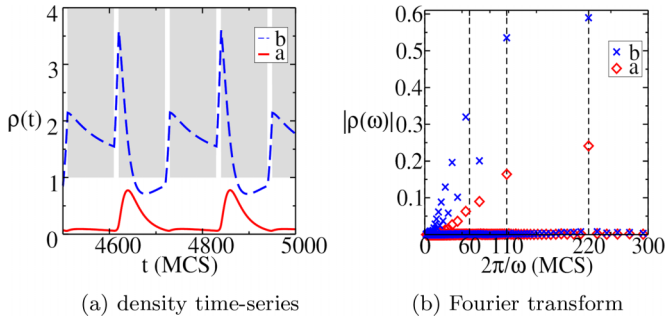 4
3
ρ(t)
2
1
0
b
a
4600
4800
5000
t (MCS)
(a) density time-series
0.6
0.5
0.4
|ρ(ω)|
0.3
0.2
0.1
b
a
0
60
110
220
300
2π/ω (MCS)
(b) Fourier transform